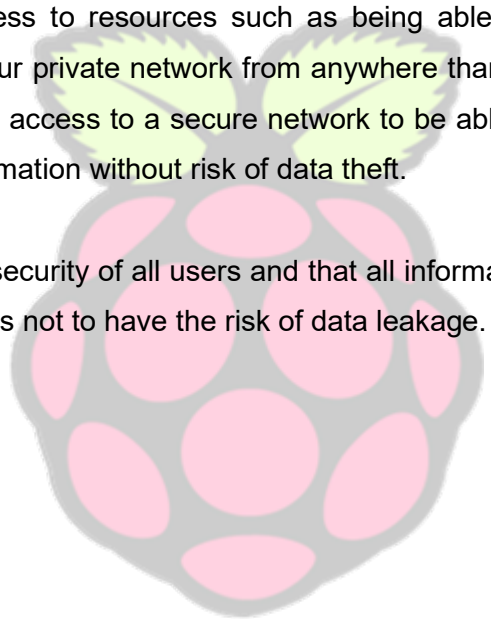 ess to resources such as being able
ur private network from anywhere than
access to a secure network to be abl
mation without risk of data theft.
security of all users and that all informa
s not to have the risk of data leakage.